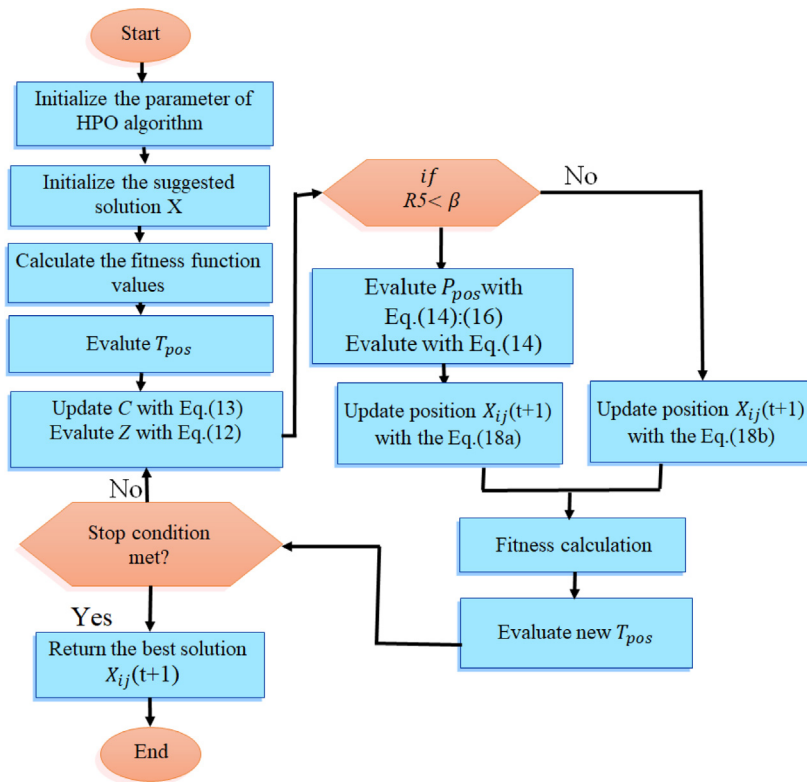 Start
Initialize the parameter of
HPO algorithm
Initialize the suggested
solution X
Calculate the fitness function
values
Evalute T_pos
Update C with Eq.(13)
Evalute Z with Eq.(12)
if
R5< β
No
Evalute P_pos with
Eq.(14):(16)
Evalute with Eq.(14)
Update position X_ij(t+1)
with the Eq.(18a)
Update position X_ij(t+1)
with the Eq.(18b)
Fitness calculation
Evaluate new T_pos
No
Stop condition
met?
Yes
Return the best solution
X_ij(t+1)
End